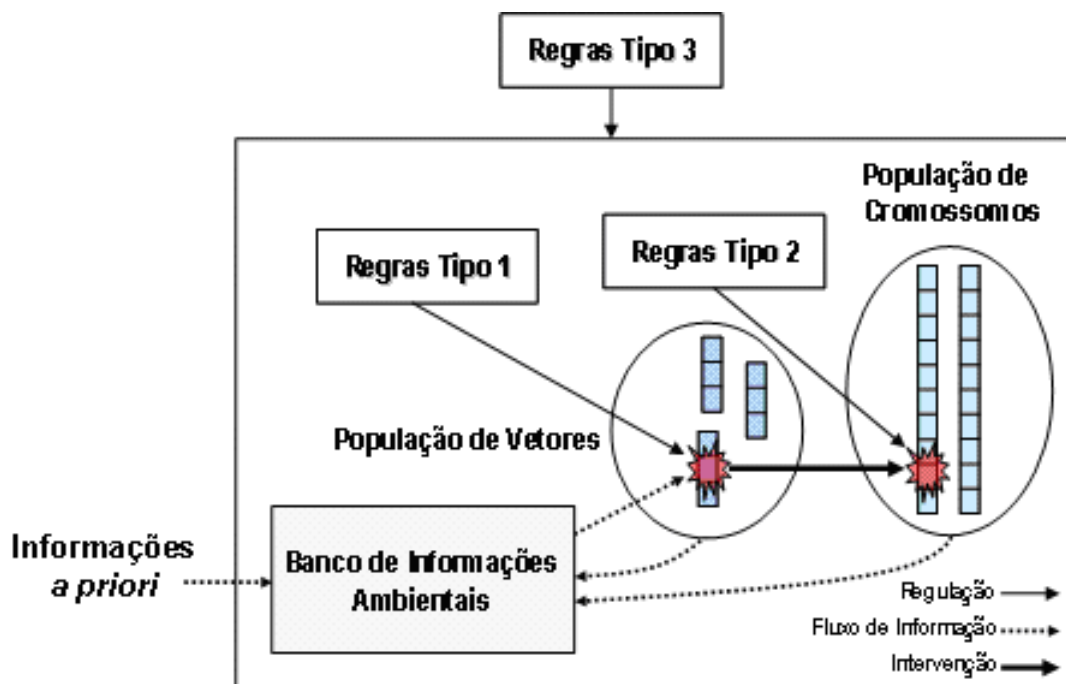 Regras Tipo 3
População de
Cromossomos
Regras Tipo 1
Regras Tipo 2
População de Vetores
Informações
a priori
Banco de Informações
Ambientais
Regulação
Fluxo de Informação
Intervenção